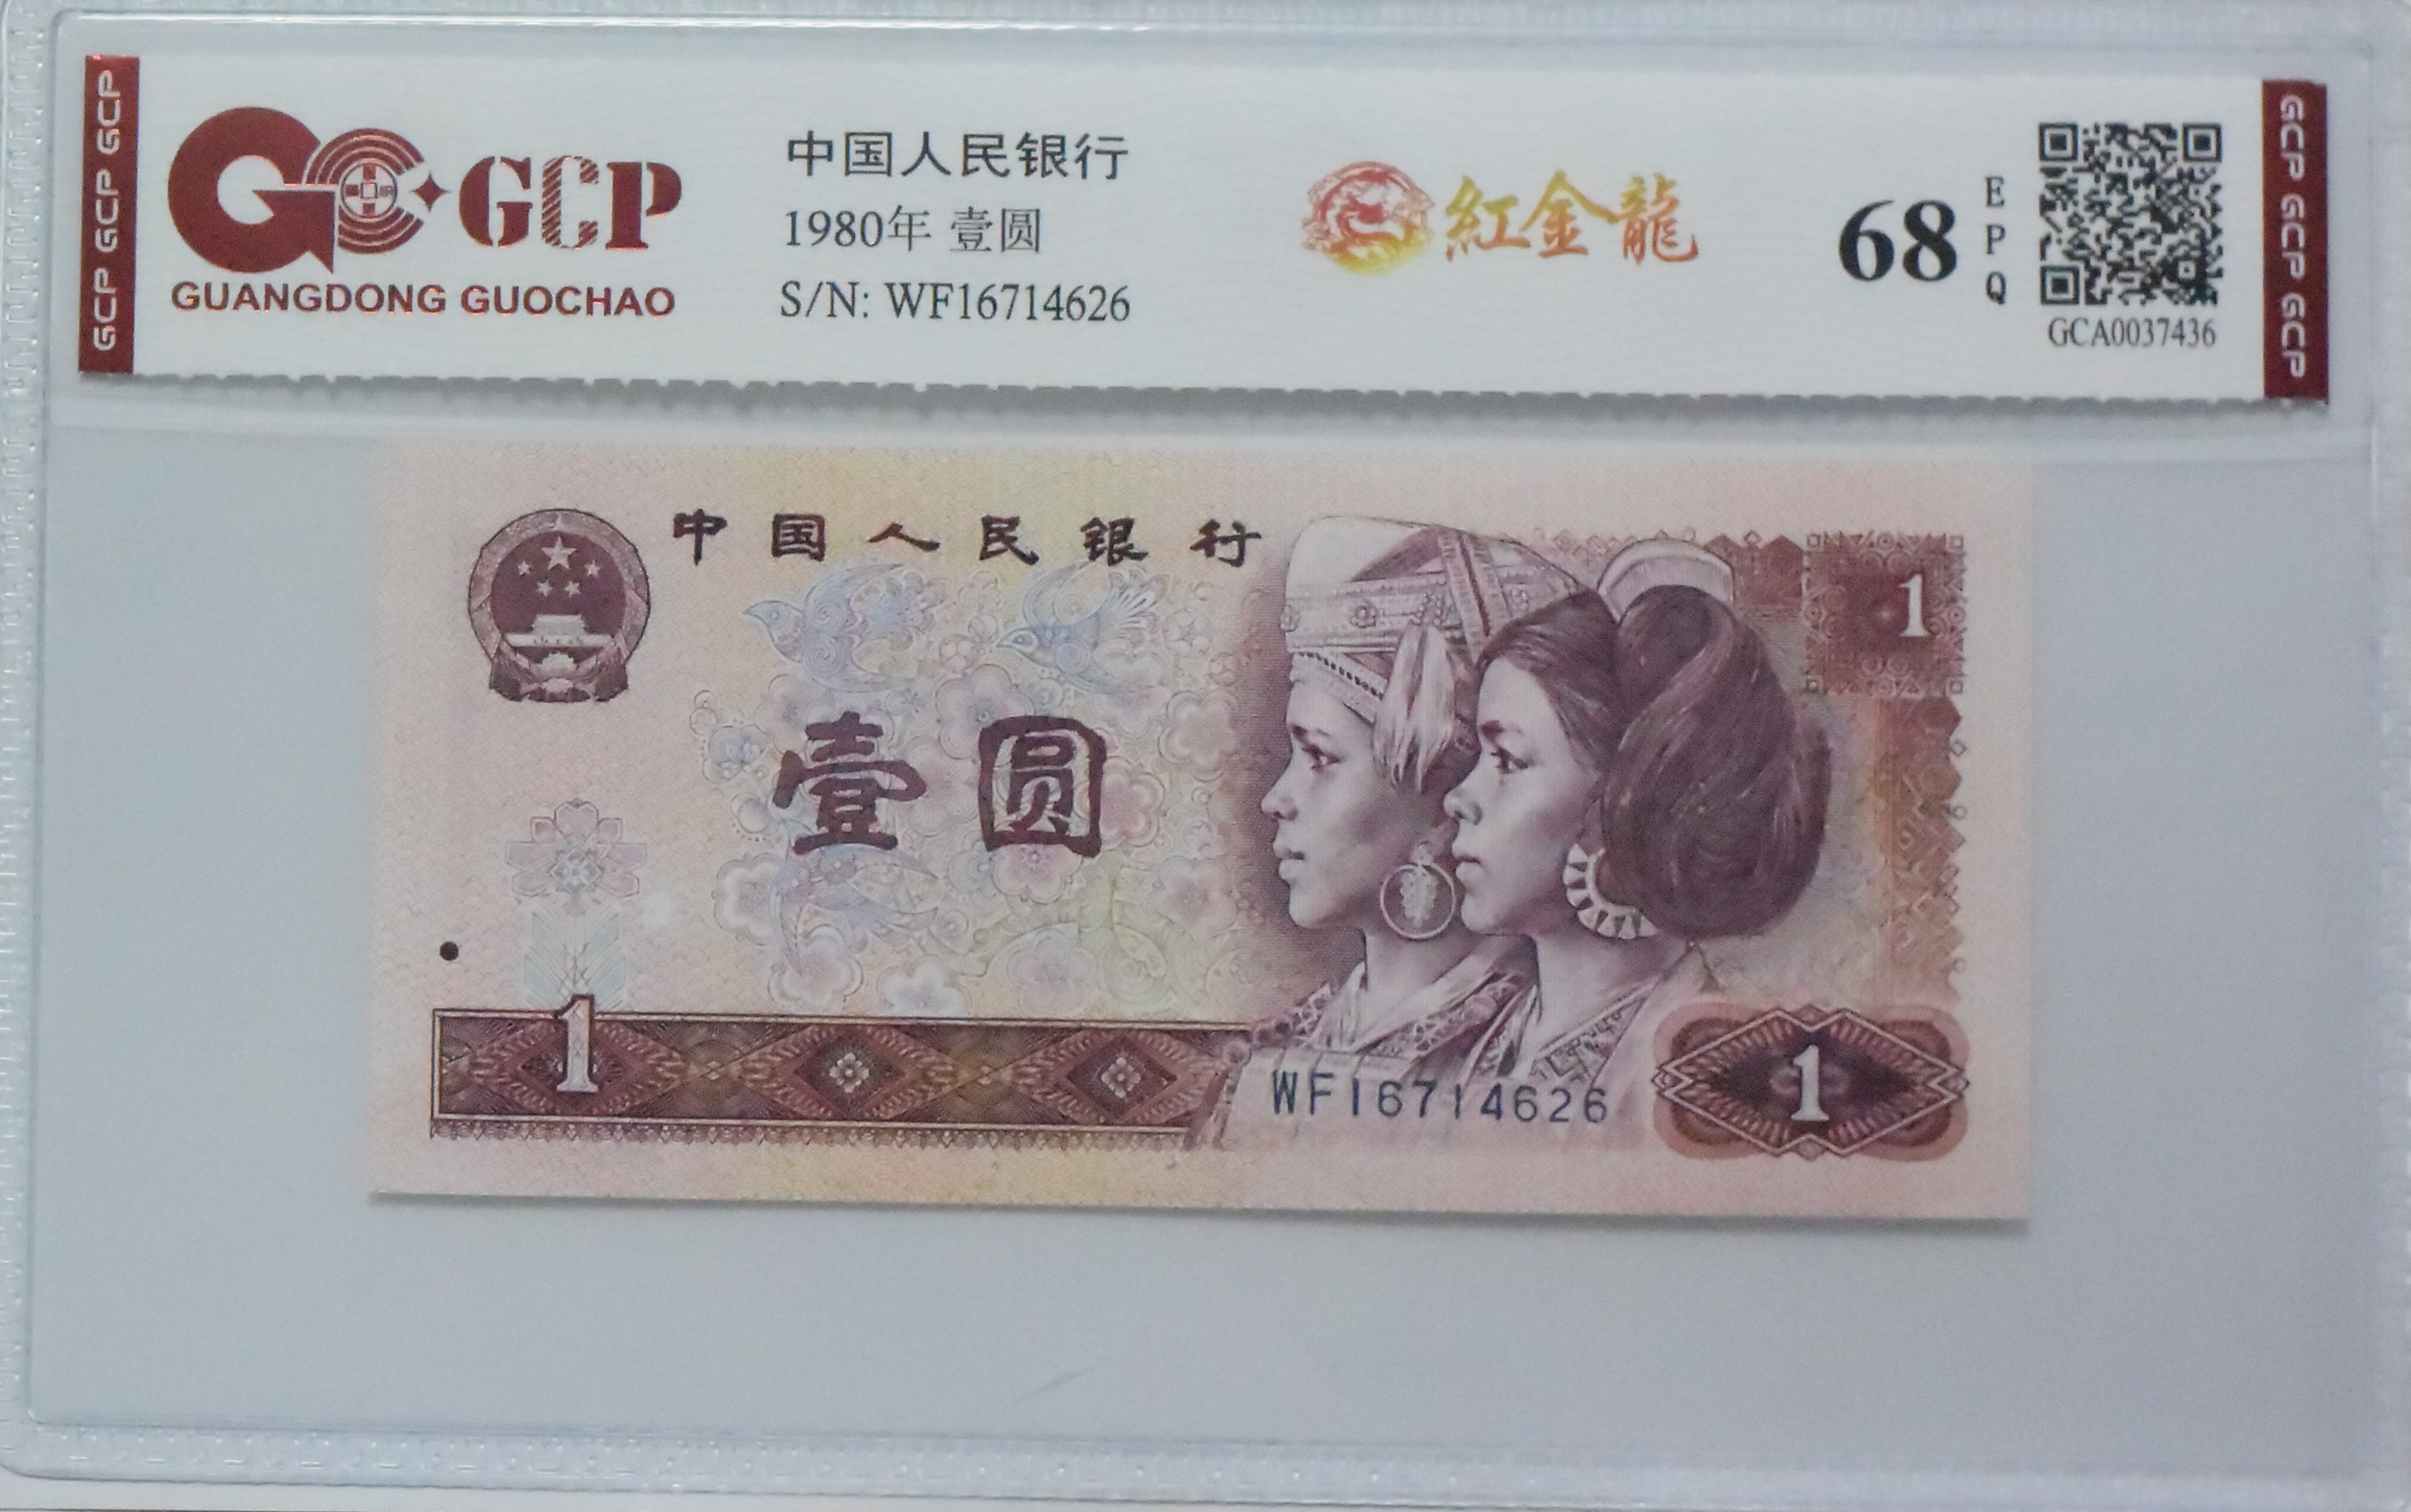 GCP GCP GCP
GCP
GUANGDONG GUOCHAO
中国人民银行
1980年 壹圆
S/N: WF16714626
紅金龍
68
E
P
Q
GCA0037436
GCP GCP GCP
中国人民银行
1
壹圆
1
WF16714626
1